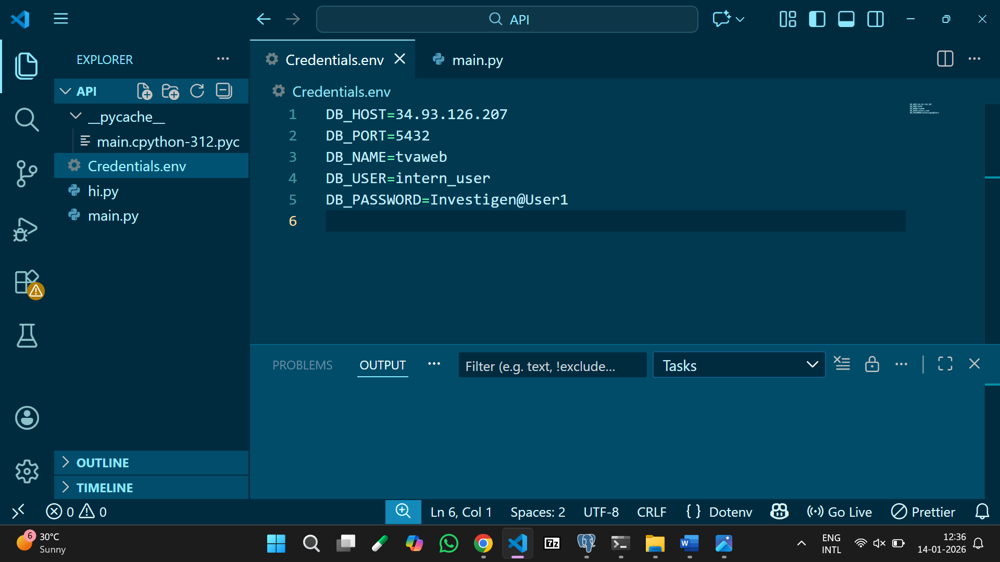 API
EXPLORER
Credentials.env
main.py
API
Credentials.env
__pycache__
main.cpython-312.pyc
Credentials.env
hi.py
main.py
1 DB_HOST=34.93.126.207
2 DB_PORT=5432
3 DB_NAME=tvaweb
4 DB_USER=intern_user
5 DB_PASSWORD=Investigen@User1
6
PROBLEMS
OUTPUT
Filter (e.g. text, !exclude...
Tasks
OUTLINE
TIMELINE
0 0
Ln 6, Col 1
Spaces: 2
UTF-8
CRLF
{ } Dotenv
Go Live
Prettier
6
30°C
Sunny
7z
W
ENG
INTL
12:36
14-01-2026